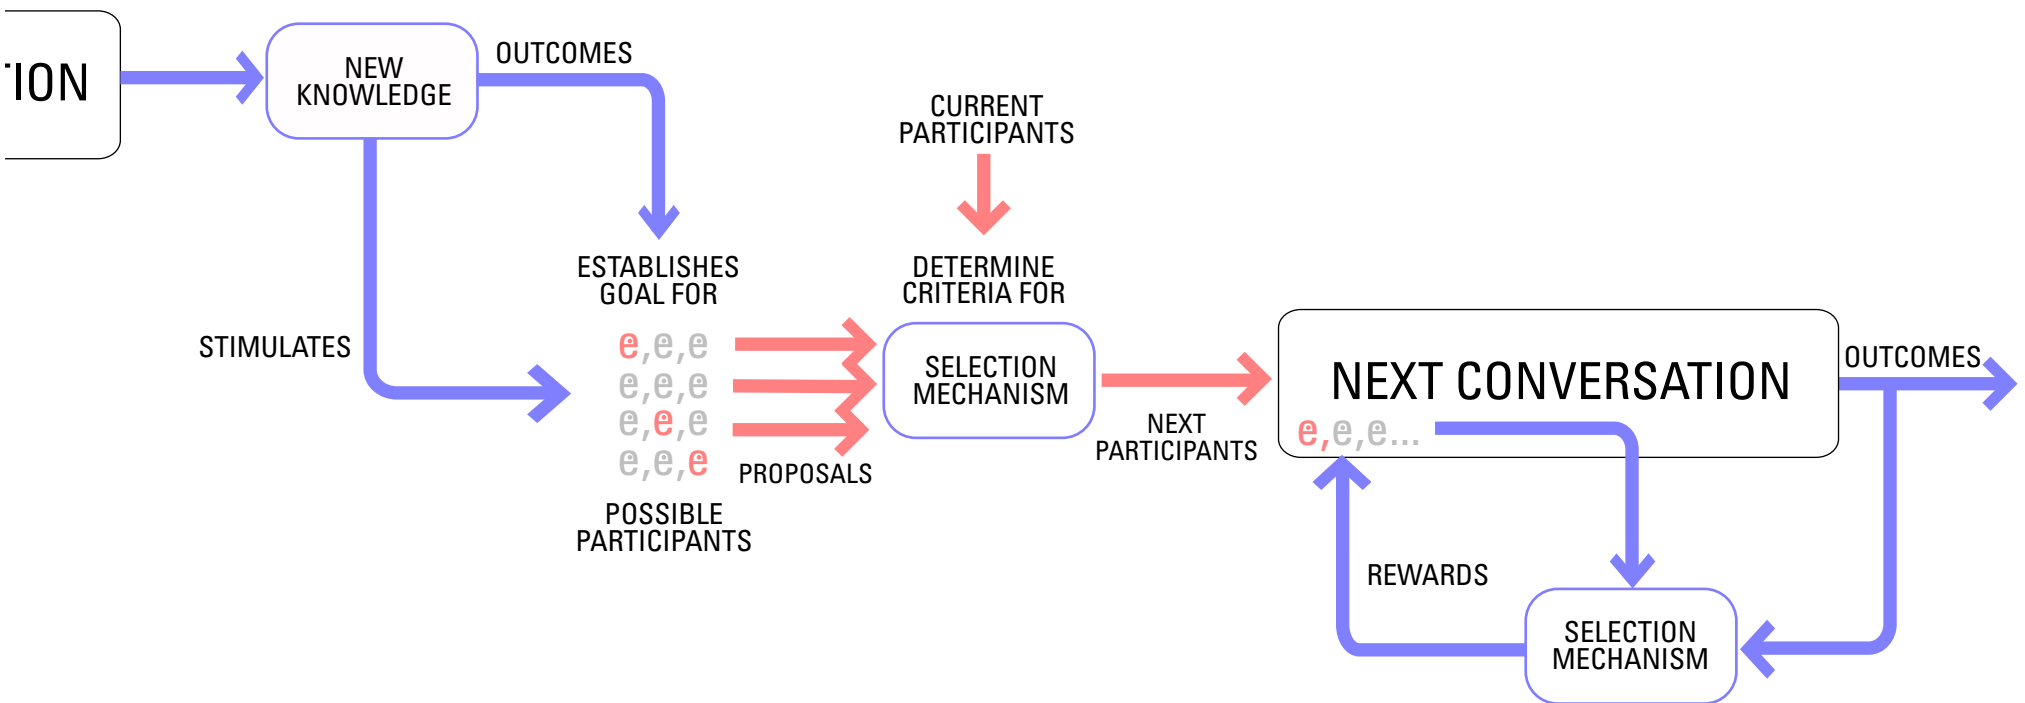 TION
NEW
KNOWLEDGE
OUTCOMES
CURRENT
PARTICIPANTS
ESTABLISHES
GOAL FOR
DETERMINE
CRITERIA FOR
STIMULATES
e,e,e
e,e,e
e,e,e
e,e,e
PROPOSALS
POSSIBLE
PARTICIPANTS
SELECTION
MECHANISM
NEXT
PARTICIPANTS
NEXT CONVERSATION
e,e,e...
OUTCOMES
REWARDS
SELECTION
MECHANISM